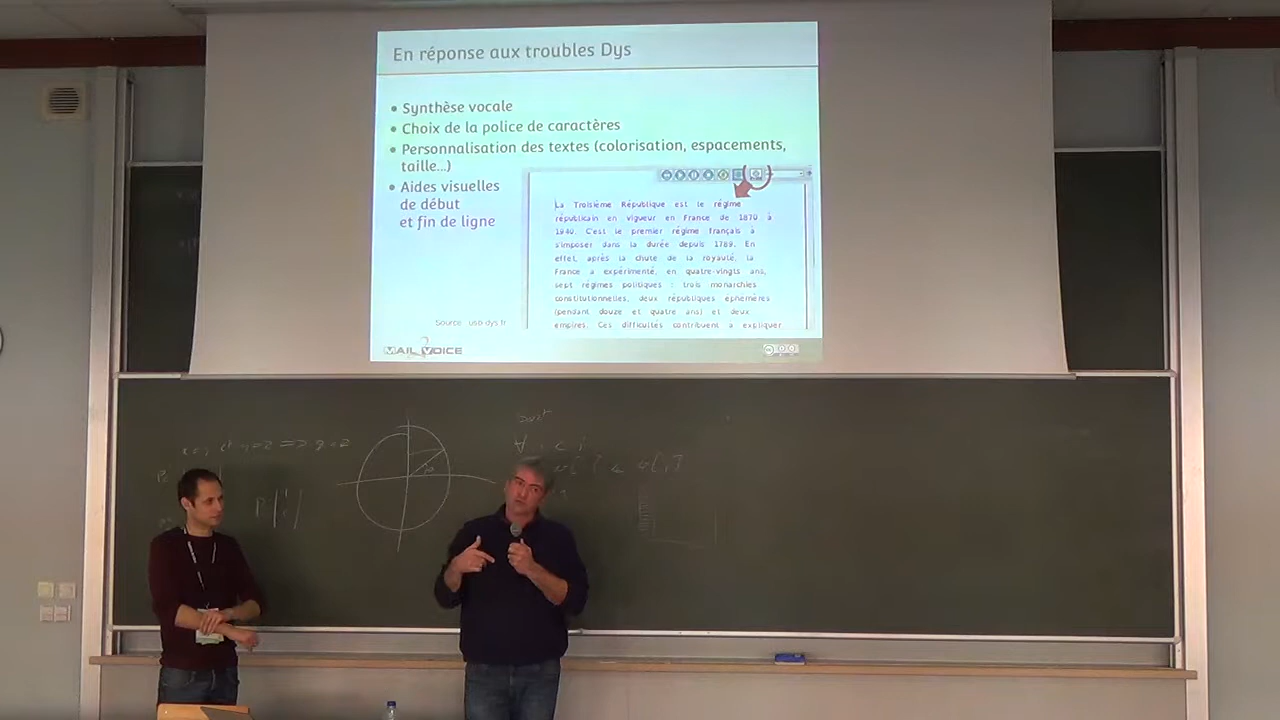 En réponse aux troubles Dys
• Synthèse vocale
• Choix de la police de caractères
• Personnalisation des textes (colorisation, espacements,
taille...)
• Aides visuelles
de début
et fin de ligne
La Troisième République est le régime
républicain en vigueur en France de 1870 à
1940. C'est le premier régime français à
s'imposer dans la durée depuis 1789. En
effet, après la chute de la royauté, la
France a expérimenté, en quatre-vingts ans,
sept régimes politiques : trois monarchies
constitutionnelles, deux républiques éphémères
(pendant douze et quatre ans) et deux
empires. Ces difficultés contribuent à expliquer
Source : usb-dys.fr
MAIL VOICE